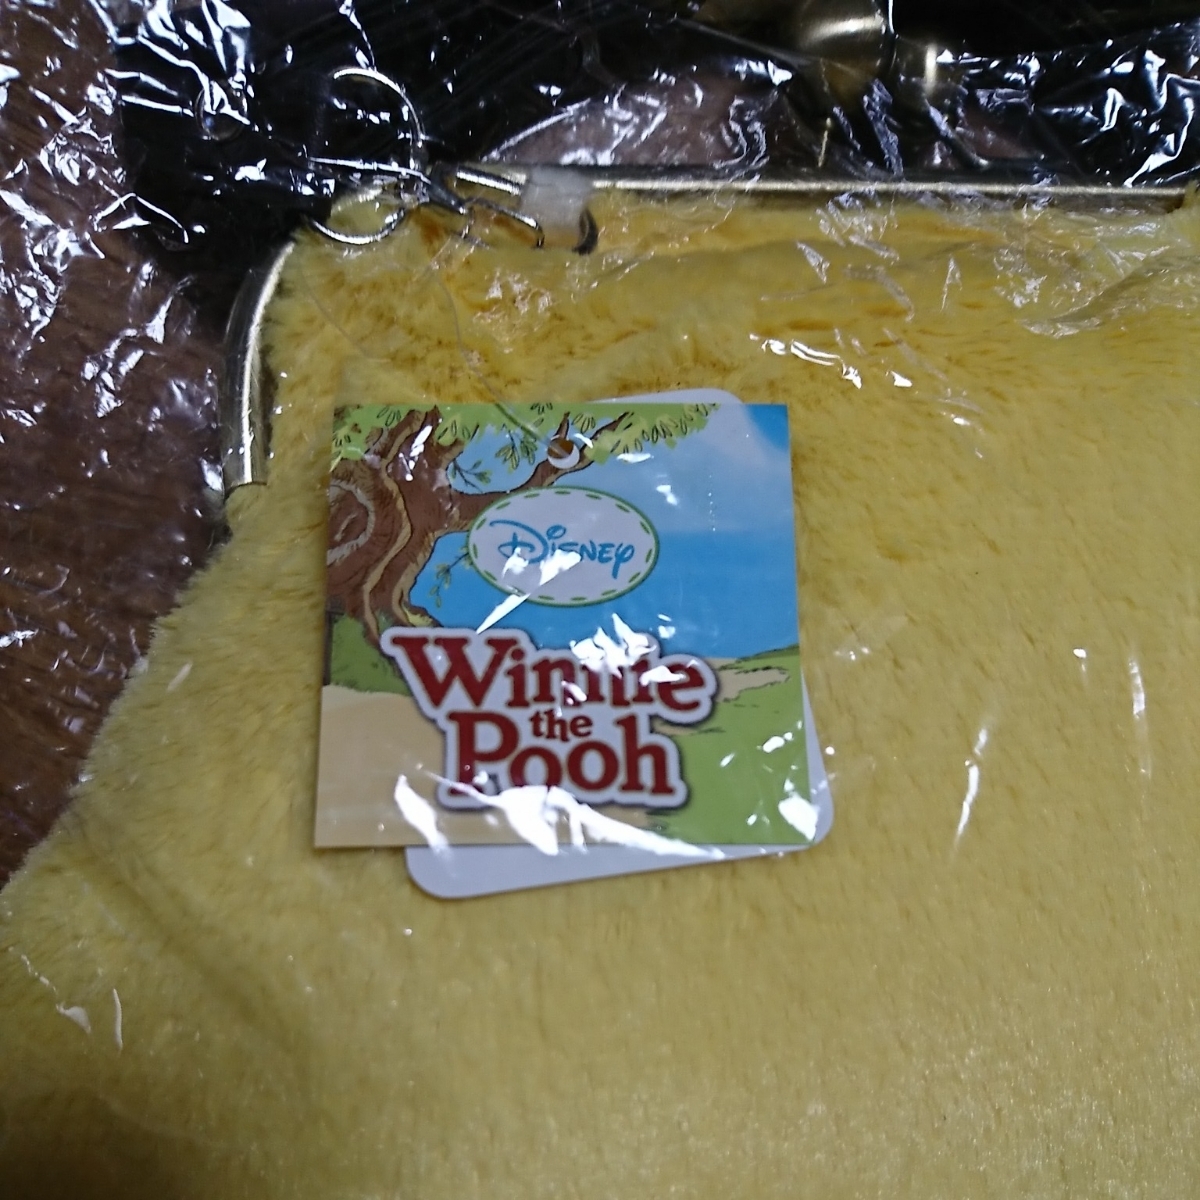 Disney
Winnie
the
Pooh